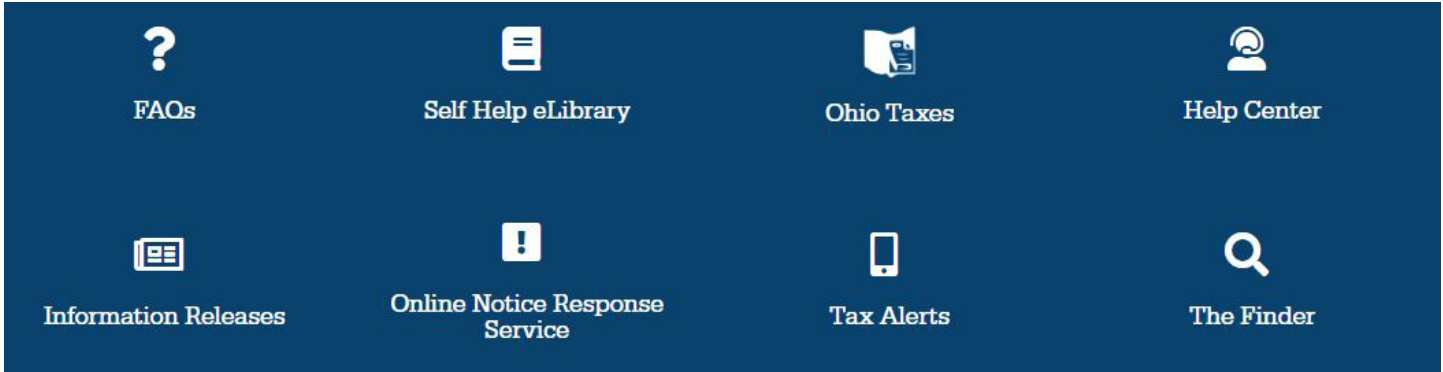 FAQs
Self Help eLibrary
Ohio Taxes
Help Center
Information Releases
Online Notice Response
Service
Tax Alerts
The Finder